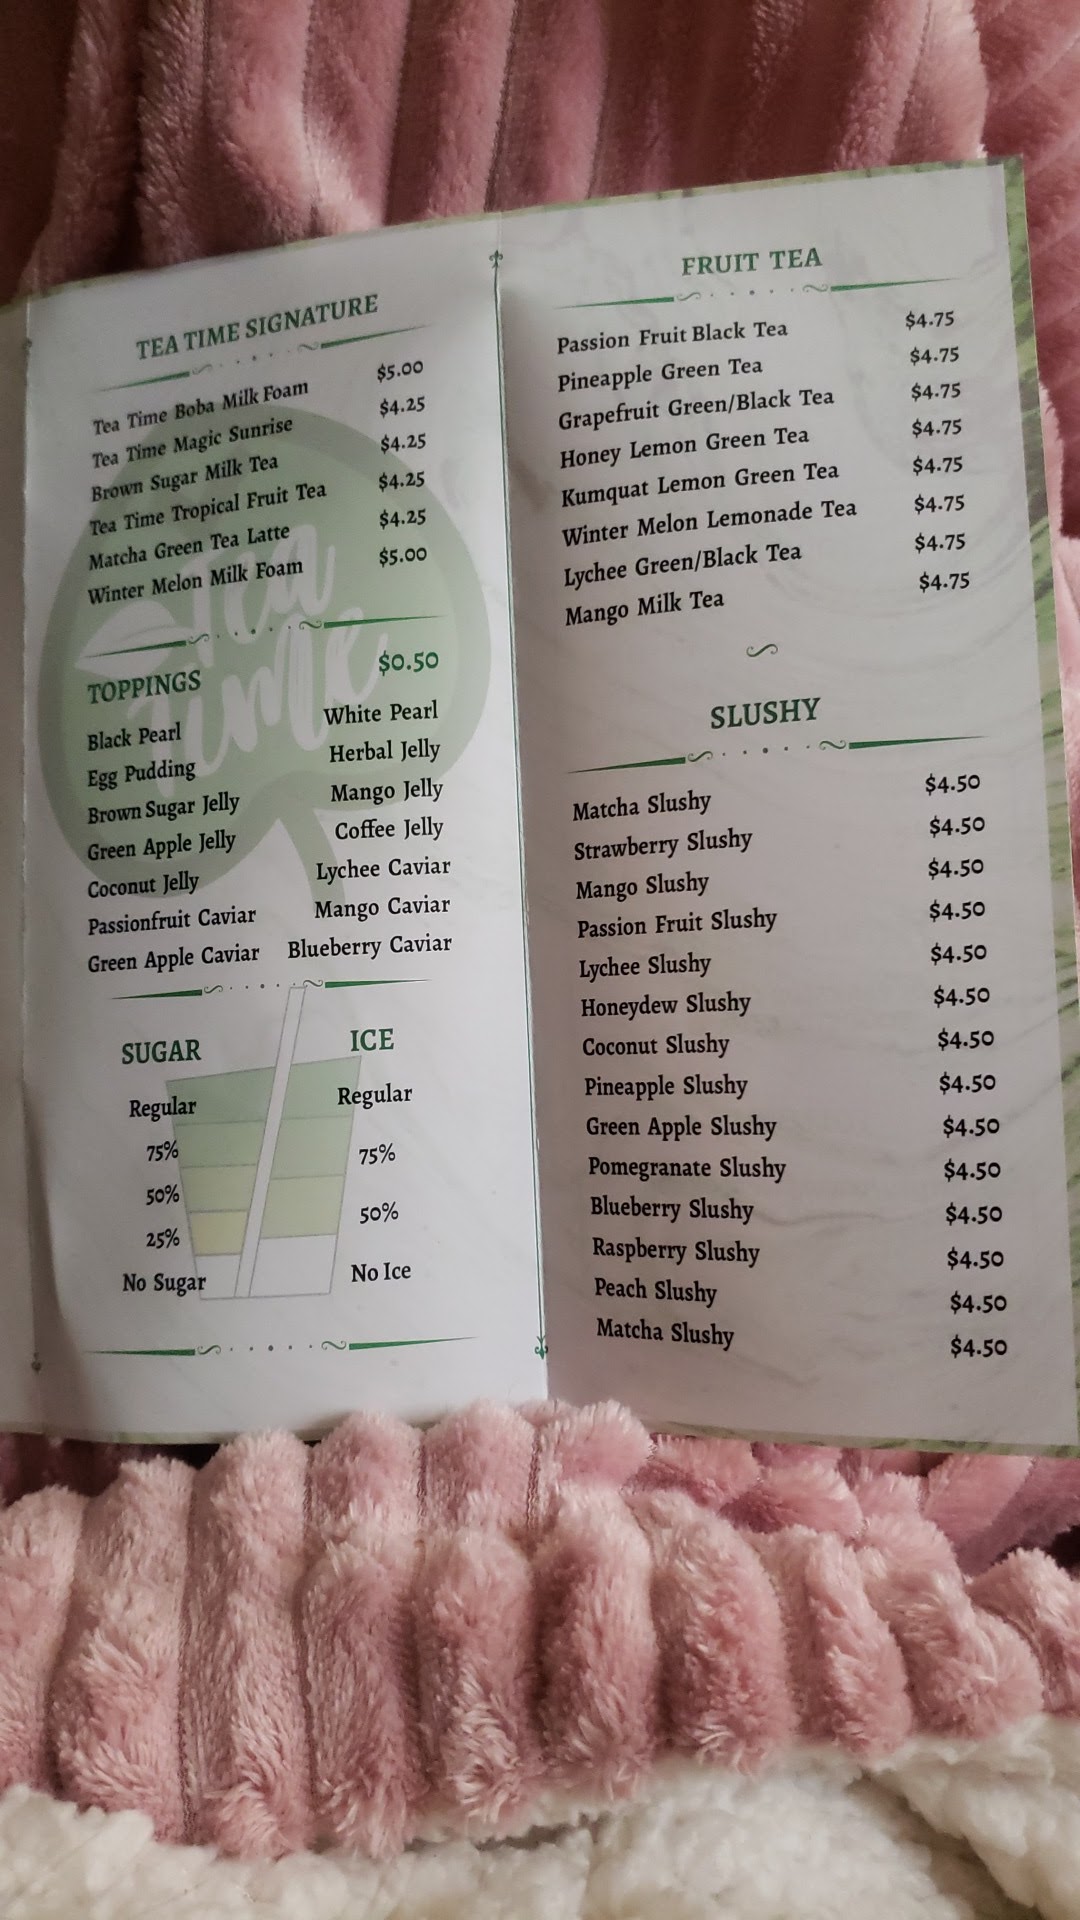 TEA TIME SIGNATURE
Tea Time Boba Milk Foam $5.00
Tea Time Magic Sunrise $4.25
Brown Sugar Milk Tea $4.25
Tea Time Tropical Fruit Tea $4.25
Matcha Green Tea Latte $4.25
Winter Melon Milk Foam $5.00
Tea
Time
TOPPINGS $0.50
Black Pearl White Pearl
Egg Pudding Herbal Jelly
Brown Sugar Jelly Mango Jelly
Green Apple Jelly Coffee Jelly
Coconut Jelly Lychee Caviar
Passionfruit Caviar Mango Caviar
Green Apple Caviar Blueberry Caviar
SUGAR ICE
Regular Regular
75% 75%
50% 50%
25%
No Sugar No Ice
FRUIT TEA
Passion Fruit Black Tea $4.75
Pineapple Green Tea $4.75
Grapefruit Green/Black Tea $4.75
Honey Lemon Green Tea $4.75
Kumquat Lemon Green Tea $4.75
Winter Melon Lemonade Tea $4.75
Lychee Green/Black Tea $4.75
Mango Milk Tea $4.75
SLUSHY
Matcha Slushy $4.50
Strawberry Slushy $4.50
Mango Slushy $4.50
Passion Fruit Slushy $4.50
Lychee Slushy $4.50
Honeydew Slushy $4.50
Coconut Slushy $4.50
Pineapple Slushy $4.50
Green Apple Slushy $4.50
Pomegranate Slushy $4.50
Blueberry Slushy $4.50
Raspberry Slushy $4.50
Peach Slushy $4.50
Matcha Slushy $4.50